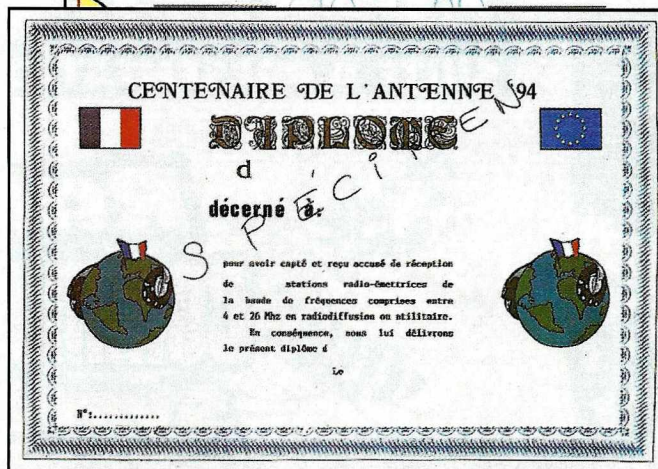 CENTENAIRE DE L'ANTENNE 94
DIPLOME
d
décerné à:
SPÉCIMEN
pour avoir capté et reçu accusé de réception
de stations radio-émettrices de
la bande de fréquences comprises entre
4 et 26 Mhz en radiodiffusion ou utilitaire.
En conséquence, nous lui délivrons
le présent diplôme d
Le
N°:.............